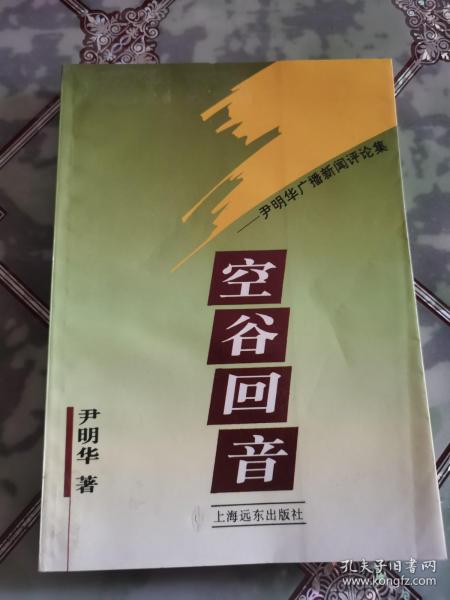 ——尹明华广播新闻评论集
空谷回音
尹明华 著
上海远东出版社
孔夫子旧书网
www.kongfz.com